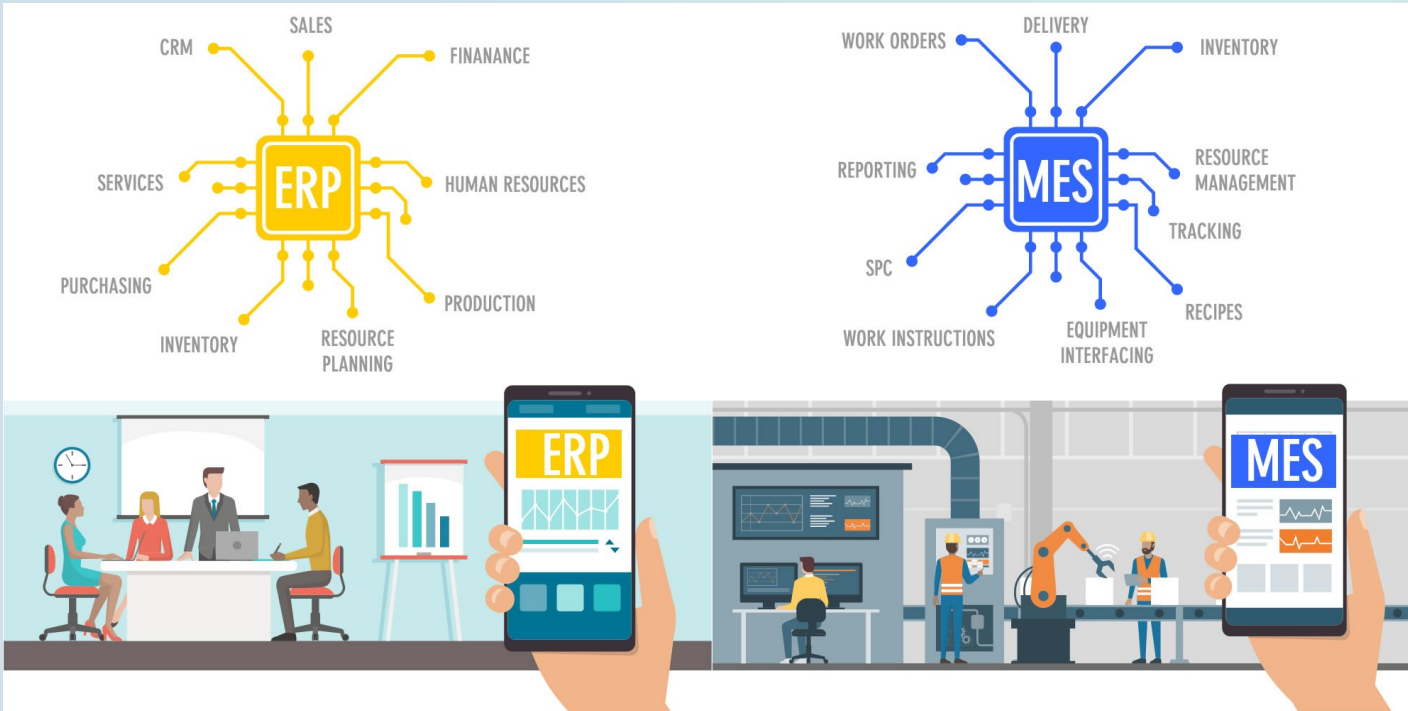 SALES
CRM
FINANANCE
ERP
SERVICES
HUMAN RESOURCES
PURCHASING
PRODUCTION
INVENTORY
RESOURCE
PLANNING
DELIVERY
WORK ORDERS
INVENTORY
MES
REPORTING
RESOURCE
MANAGEMENT
TRACKING
SPC
RECIPES
WORK INSTRUCTIONS
EQUIPMENT
INTERFACING
ERP
MES